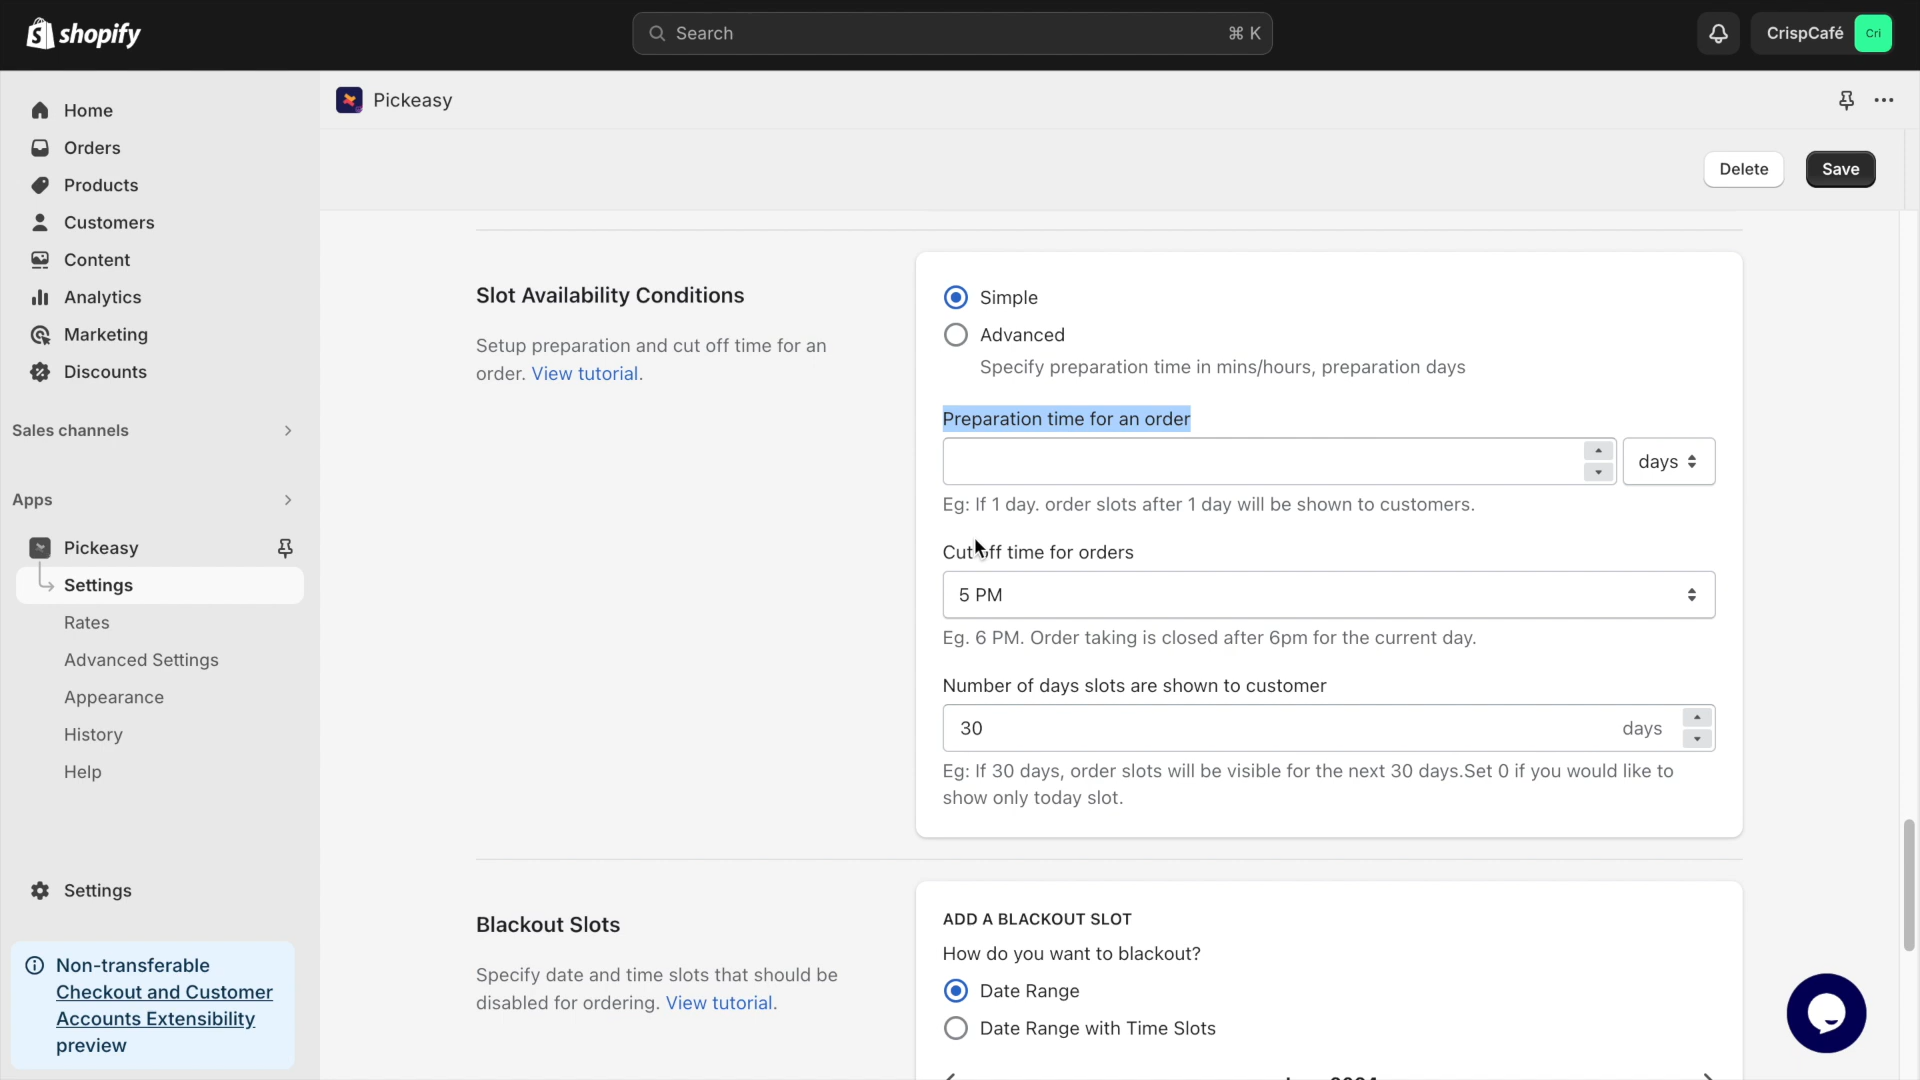 shopify
Search
⌘ K
CrispCafé
Cri
Home
Orders
Products
Customers
Content
Analytics
Marketing
Discounts
Sales channels
Apps
Pickeasy
Settings
Rates
Advanced Settings
Appearance
History
Help
Settings
Non-transferable
Checkout and Customer
Accounts Extensibility
preview
Pickeasy
Delete
Save
Slot Availability Conditions
Setup preparation and cut off time for an
order. View tutorial.
Simple
Advanced
Specify preparation time in mins/hours, preparation days
Preparation time for an order
days
Eg: If 1 day. order slots after 1 day will be shown to customers.
Cut off time for orders
5 PM
Eg. 6 PM. Order taking is closed after 6pm for the current day.
Number of days slots are shown to customer
30
days
Eg: If 30 days, order slots will be visible for the next 30 days.Set 0 if you would like to
show only today slot.
Blackout Slots
Specify date and time slots that should be
disabled for ordering. View tutorial.
ADD A BLACKOUT SLOT
How do you want to blackout?
Date Range
Date Range with Time Slots